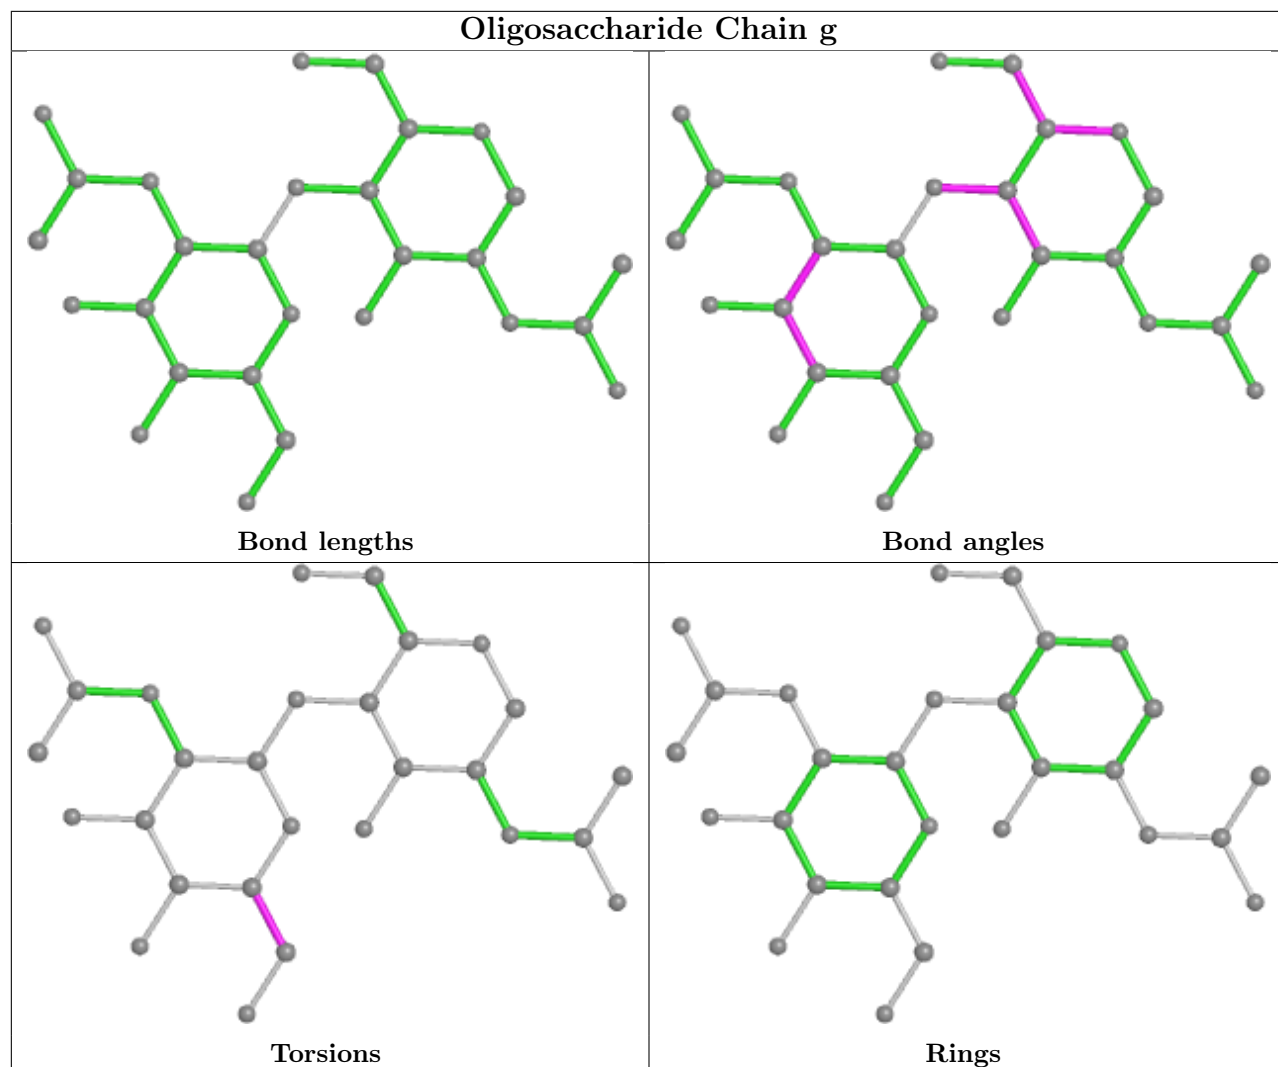 Oligosaccharide Chain g
Bond lengths
Bond angles
Torsions
Rings